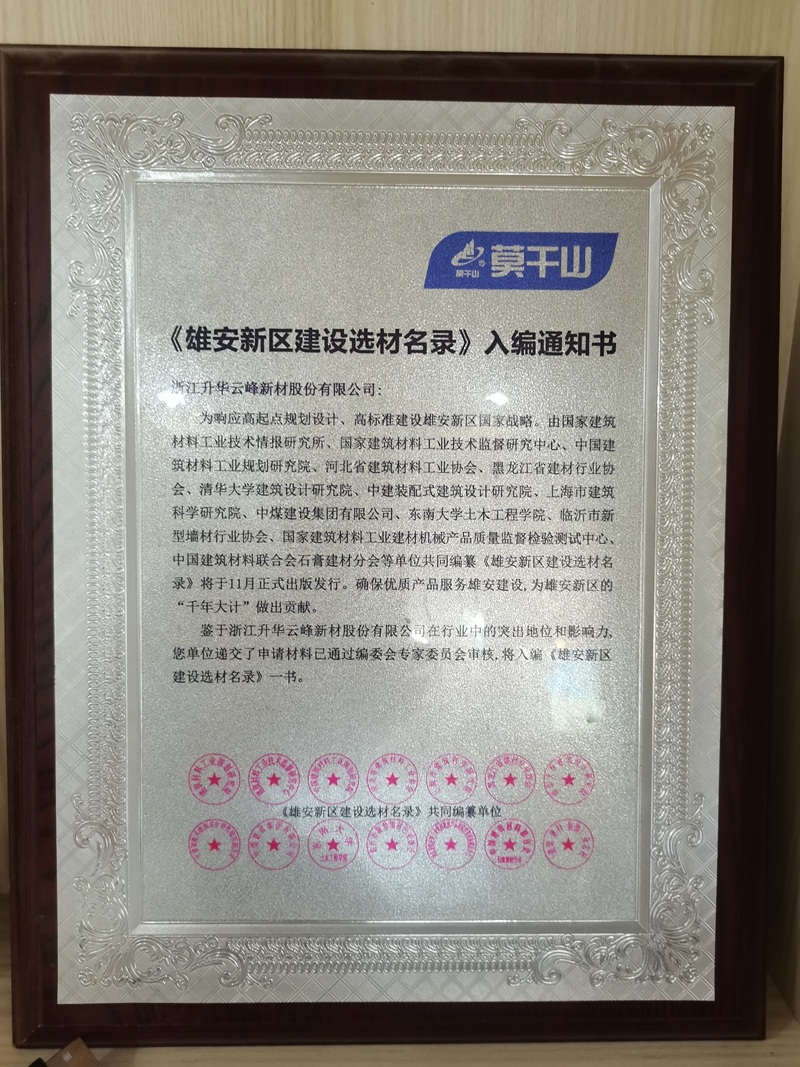 莫干山
莫干山
《雄安新区建设选材名录》入编通知书
浙江升华云峰新材股份有限公司：
为响应高起点规划设计、高标准建设雄安新区国家战略。由国家建筑
材料工业技术情报研究所、国家建筑材料工业技术监督研究中心、中国建
筑材料工业规划研究院、河北省建筑材料工业协会、黑龙江省建材行业协
会、清华大学建筑设计研究院、中建装配式建筑设计研究院、上海市建筑
科学研究院、中煤建设集团有限公司、东南大学土木工程学院、临沂市新
型墙材行业协会、国家建筑材料工业建材机械产品质量监督检验测试中心、
中国建筑材料联合会石膏建材分会等单位共同编纂《雄安新区建设选材名
录》将于11月正式出版发行。确保优质产品服务雄安建设,为雄安新区的
“千年大计”做出贡献。
鉴于浙江升华云峰新材股份有限公司在行业中的突出地位和影响力,
您单位递交了申请材料已通过编委会专家委员会审核,将入编《雄安新区
建设选材名录》一书。
《雄安新区建设选材名录》共同编纂单位
东南大学
土木工程学院